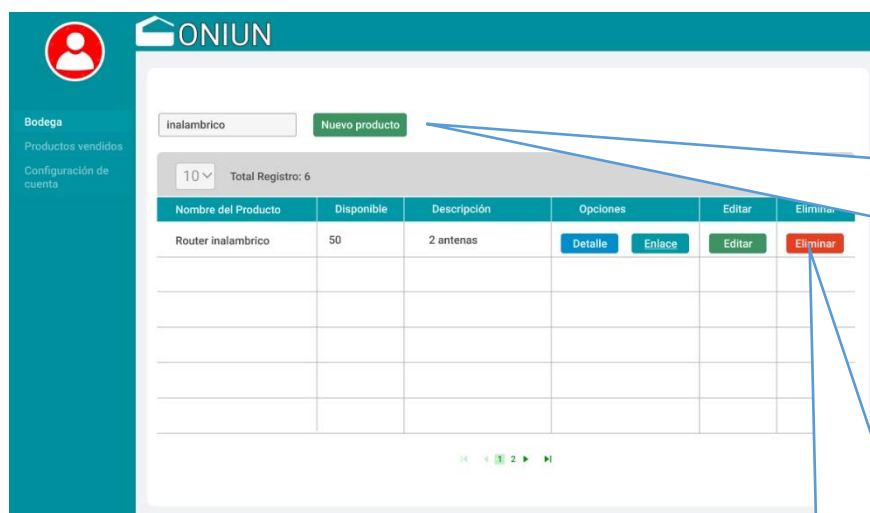 ONIUN
Bodega
Productos vendidos
Configuración de
cuenta
inalambrico
Nuevo producto
10
Total Registro: 6
Nombre del Producto
Disponible
Descripción
Opciones
Editar
Eliminar
Router inalambrico
50
2 antenas
Detalle
Enlace
Editar
Eliminar
1 2